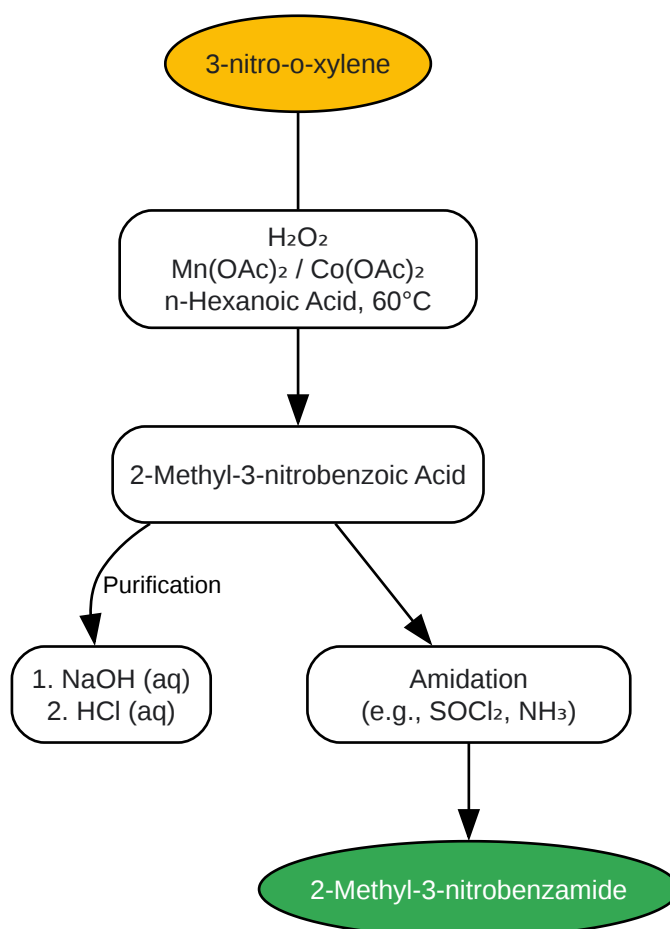 3-nitro-o-xylene
H₂O₂
Mn(OAc)₂ / Co(OAc)₂
n-Hexanoic Acid, 60°C
2-Methyl-3-nitrobenzoic Acid
Purification
1. NaOH (aq)
2. HCl (aq)
Amidation
(e.g., SOCl₂, NH₃)
2-Methyl-3-nitrobenzamide